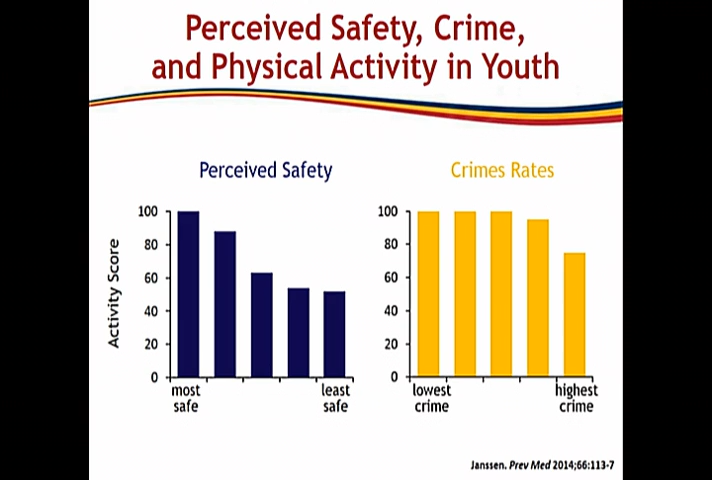 Perceived Safety, Crime,
and Physical Activity in Youth
Perceived Safety
Crimes Rates
Activity Score
100
80
60
40
20
0
most
safe
least
safe
100
80
60
40
20
0
lowest
crime
highest
crime
Janssen. Prev Med 2014;66:113-7